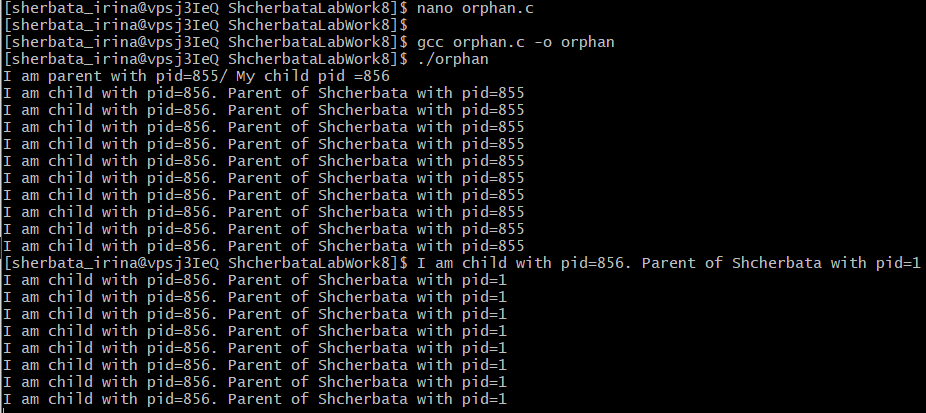 [sherbata_irina@vpsj3IeQ ShcherbataLabWork8]$ nano orphan.c
[sherbata_irina@vpsj3IeQ ShcherbataLabWork8]$
[sherbata_irina@vpsj3IeQ ShcherbataLabWork8]$ gcc orphan.c -o orphan
[sherbata_irina@vpsj3IeQ ShcherbataLabWork8]$ ./orphan
I am parent with pid=855/ My child pid =856
I am child with pid=856. Parent of Shcherbata with pid=855
I am child with pid=856. Parent of Shcherbata with pid=855
I am child with pid=856. Parent of Shcherbata with pid=855
I am child with pid=856. Parent of Shcherbata with pid=855
I am child with pid=856. Parent of Shcherbata with pid=855
I am child with pid=856. Parent of Shcherbata with pid=855
I am child with pid=856. Parent of Shcherbata with pid=855
I am child with pid=856. Parent of Shcherbata with pid=855
I am child with pid=856. Parent of Shcherbata with pid=855
I am child with pid=856. Parent of Shcherbata with pid=855
[sherbata_irina@vpsj3IeQ ShcherbataLabWork8]$ I am child with pid=856. Parent of Shcherbata with pid=1
I am child with pid=856. Parent of Shcherbata with pid=1
I am child with pid=856. Parent of Shcherbata with pid=1
I am child with pid=856. Parent of Shcherbata with pid=1
I am child with pid=856. Parent of Shcherbata with pid=1
I am child with pid=856. Parent of Shcherbata with pid=1
I am child with pid=856. Parent of Shcherbata with pid=1
I am child with pid=856. Parent of Shcherbata with pid=1
I am child with pid=856. Parent of Shcherbata with pid=1